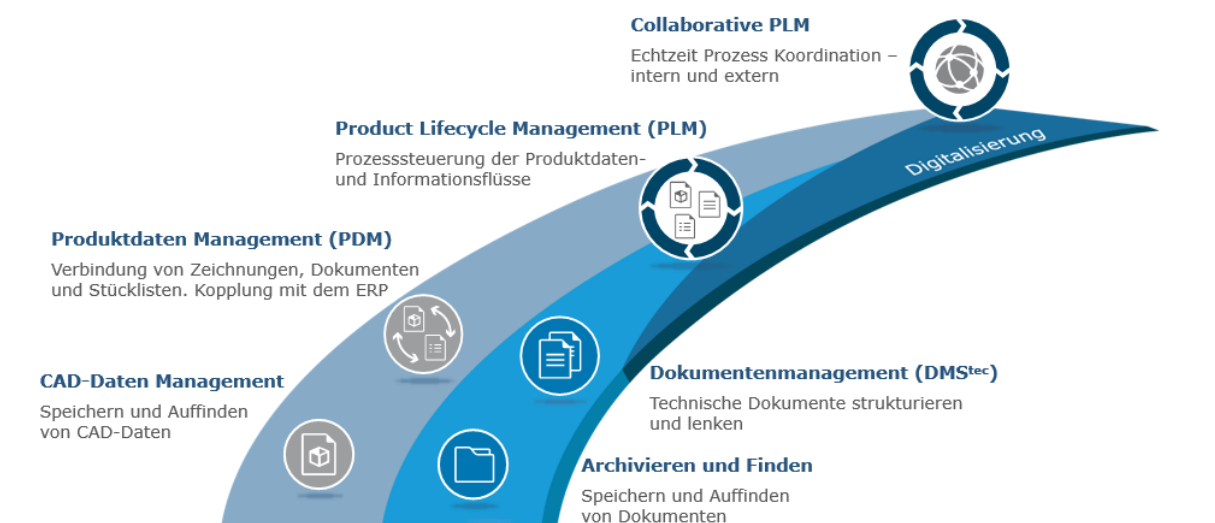 Collaborative PLM
Echtzeit Prozess Koordination –
intern und extern
Product Lifecycle Management (PLM)
Prozesssteuerung der Produktdaten-
und Informationsflüsse
Digitalisierung
Produktdaten Management (PDM)
Verbindung von Zeichnungen, Dokumenten
und Stücklisten. Kopplung mit dem ERP
CAD-Daten Management
Speichern und Auffinden
von CAD-Daten
Dokumentenmanagement (DMSᵗᵉᶜ)
Technische Dokumente strukturieren
und lenken
Archivieren und Finden
Speichern und Auffinden
von Dokumenten